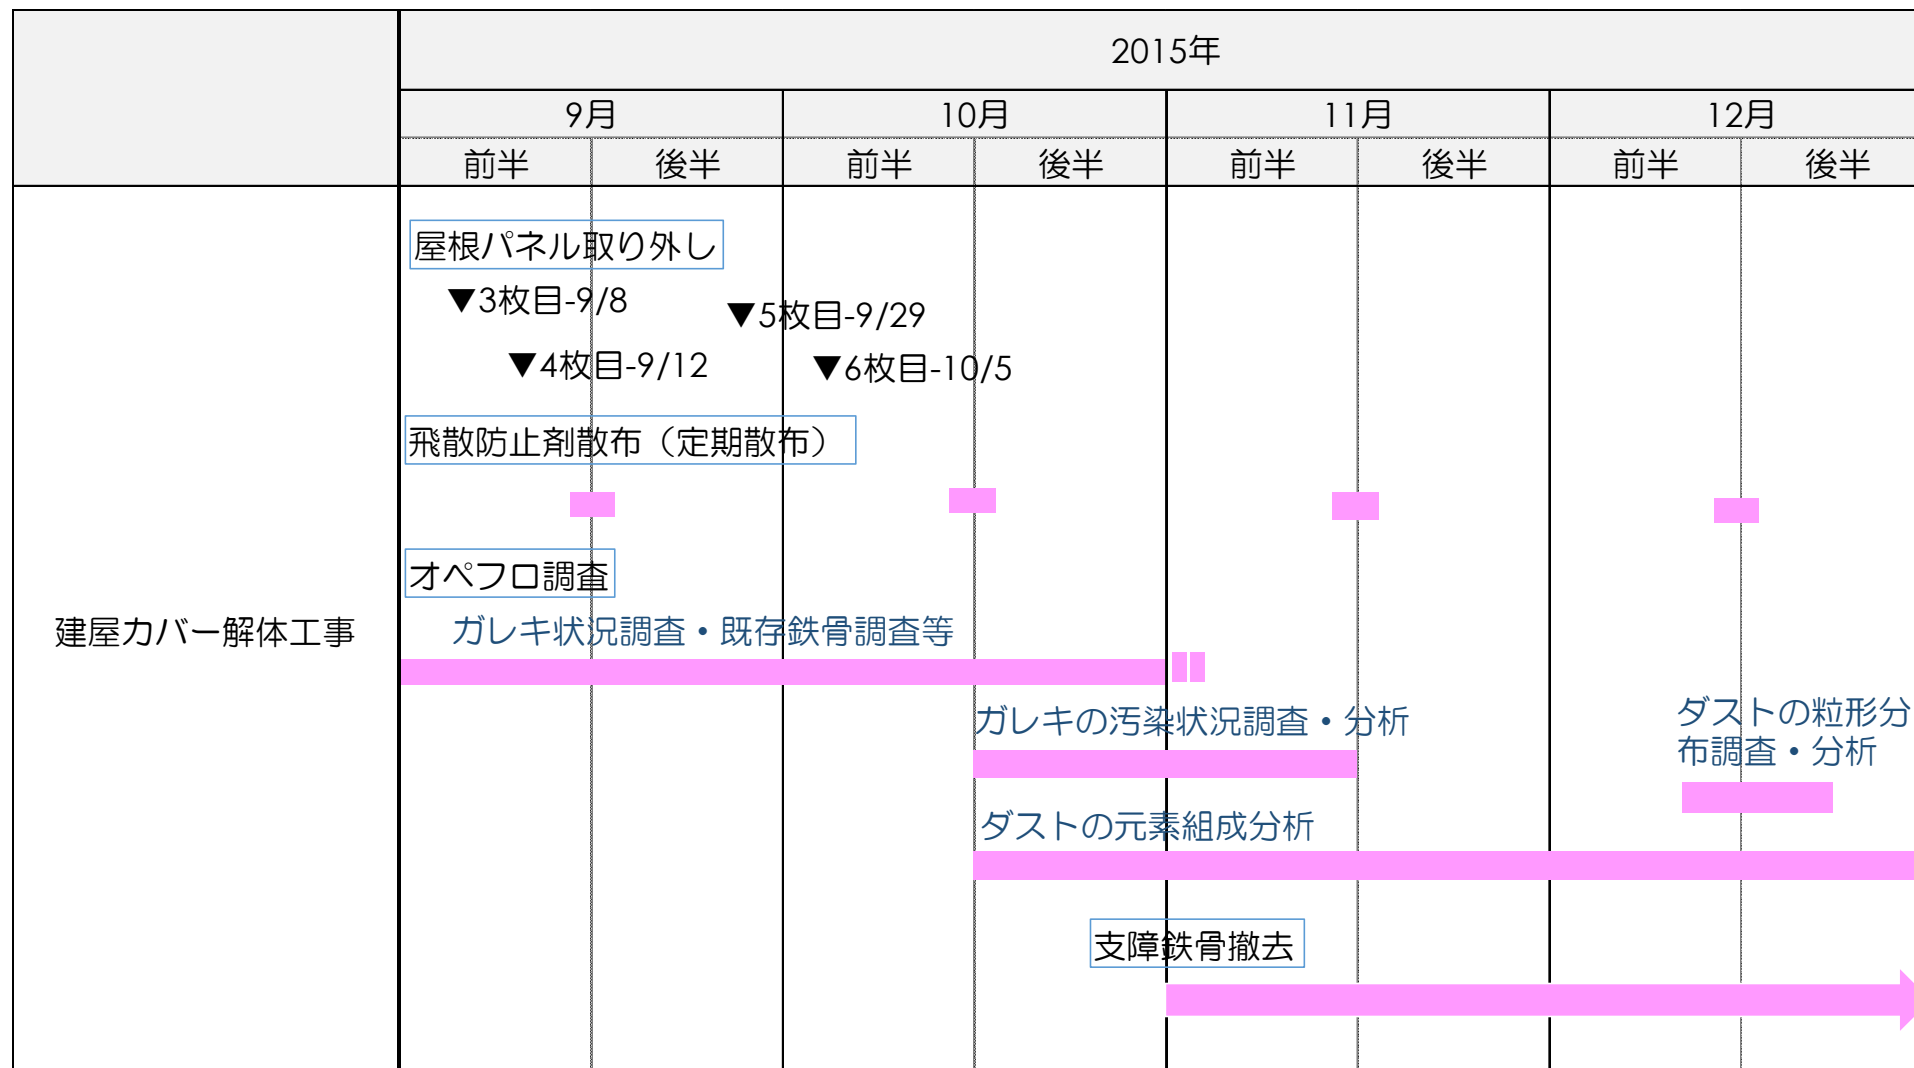 2015年
9月
10月
11月
12月
前半
後半
前半
後半
前半
後半
前半
後半
建屋カバー解体工事
屋根パネル取り外し
▼3枚目-9/8
▼5枚目-9/29
▼4枚目-9/12
▼6枚目-10/5
飛散防止剤散布（定期散布）
オペフロ調査
ガレキ状況調査・既存鉄骨調査等
ガレキの汚染状況調査・分析
ダストの粒形分
布調査・分析
ダストの元素組成分析
支障鉄骨撤去